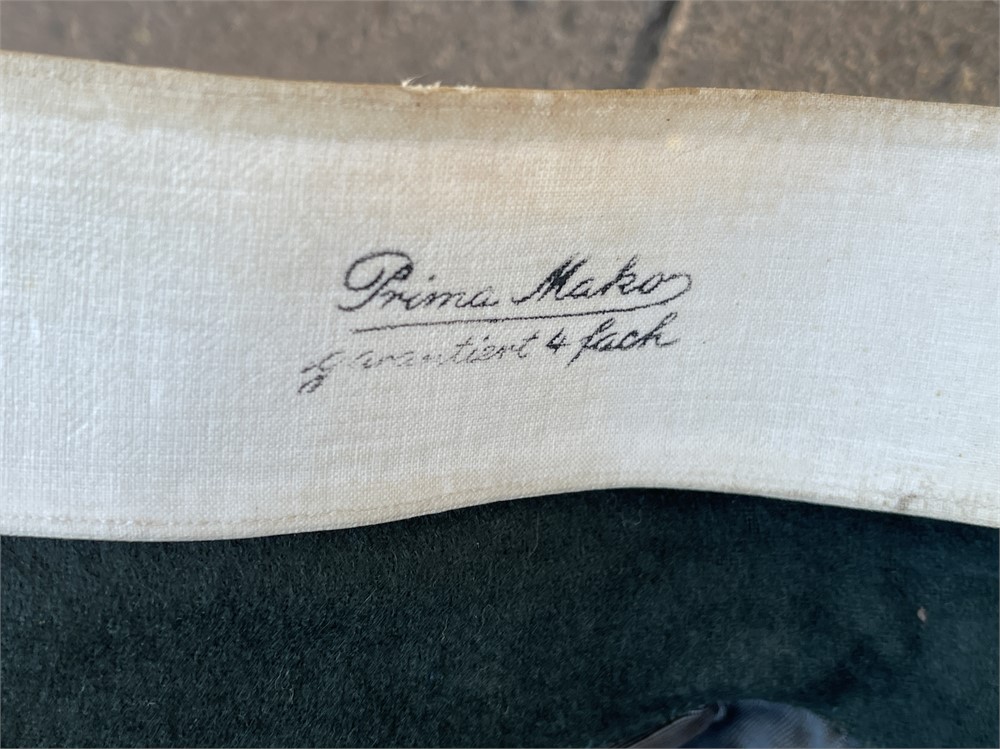 Prima Mako
garantiert 4 fach